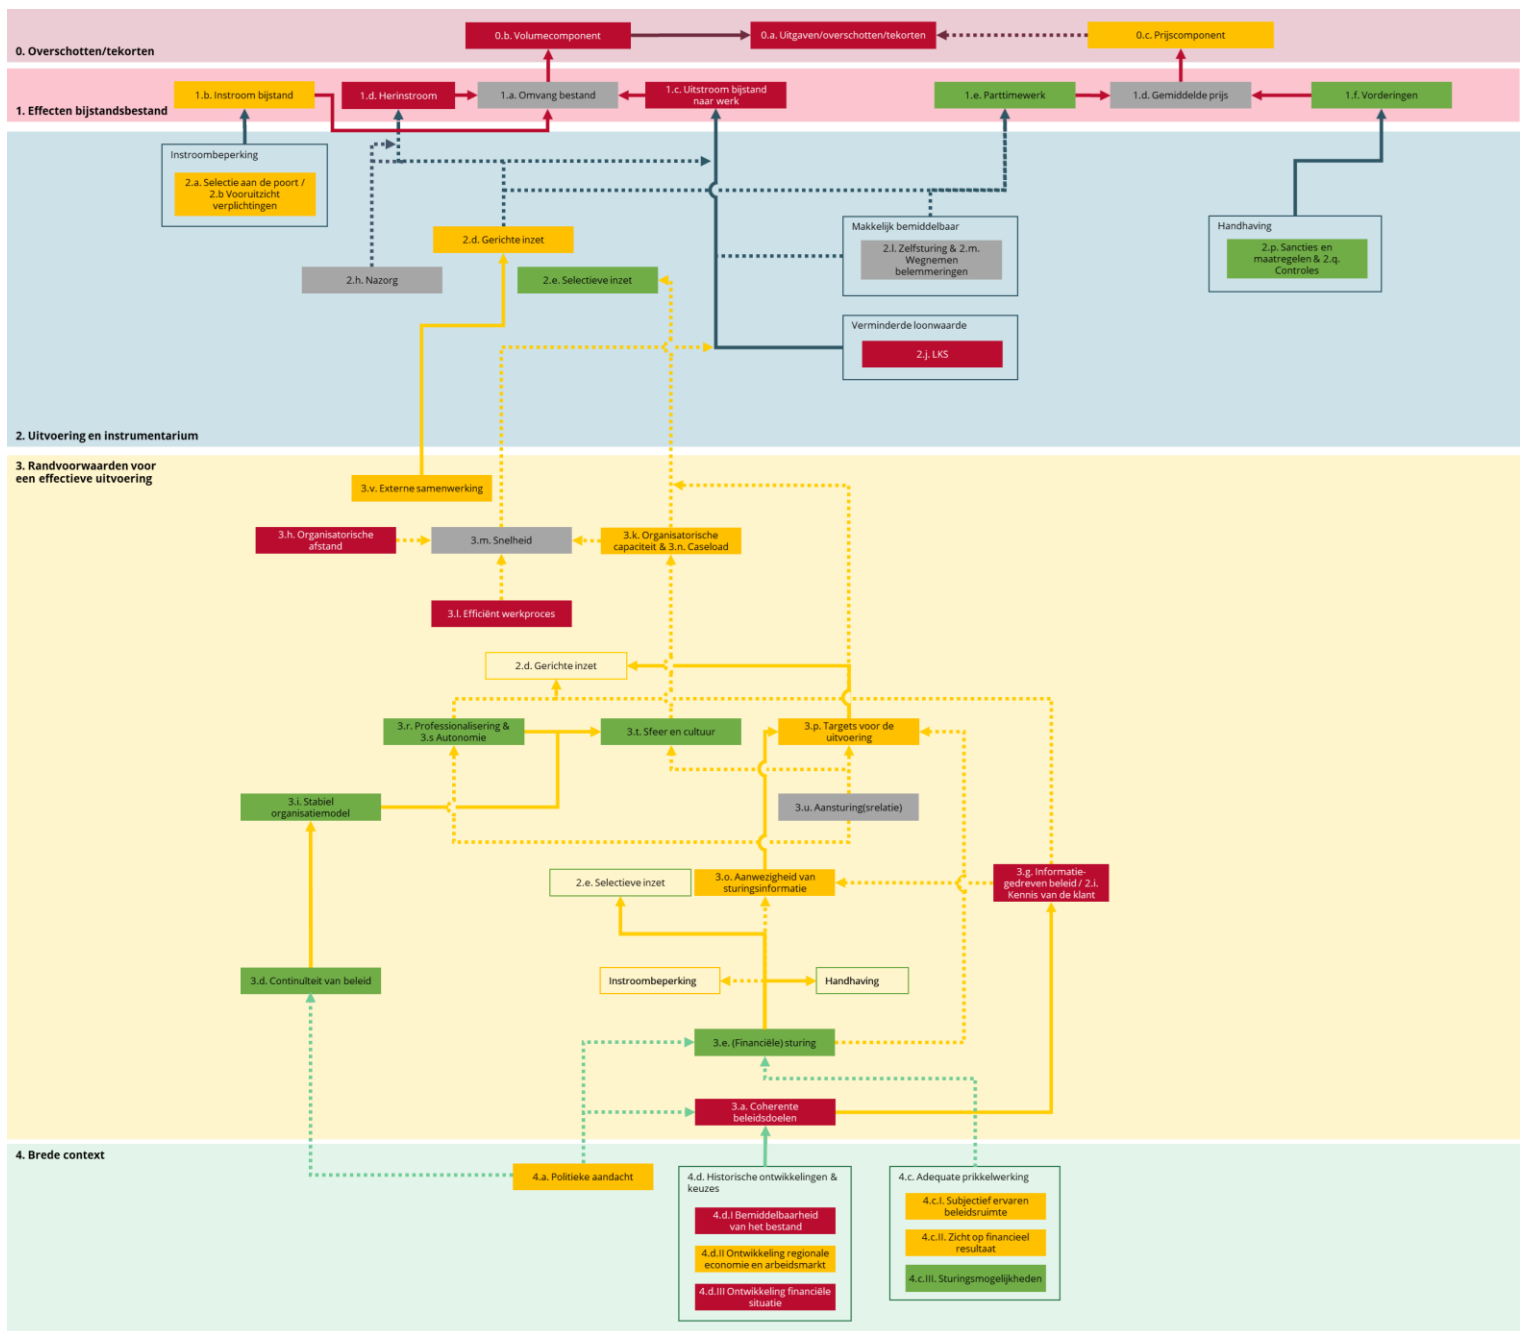 0.b. Volumecomponent
0.a. Uitgaven/overschotten/tekorten
0.c. Prijscomponent
0. Overschotten/tekorten
1.b. Instroom bijstand
1.d. Herinstroom
1.a. Omvang bestand
1.c. Uitstroom bijstand
naar werk
1.e. Parttimewerk
1.d. Gemiddelde prijs
1.f. Vorderingen
1. Effecten bijstandsbestand
Instroombeperking
2.a. Selectie aan de poort /
2.b Vooruitzicht
verplichtingen
2.d. Gerichte inzet
Makkelijk bemiddelbaar
2.l. Zelfsturing & 2.m.
Wegnemen
belemmeringen
Handhaving
2.p. Sancties en
maatregelen & 2.q.
Controles
2.h. Nazorg
2.e. Selectieve inzet
Verminderde loonwaarde
2.j. LKS
2. Uitvoering en instrumentarium
3. Randvoorwaarden voor
een effectieve uitvoering
3.v. Externe samenwerking
3.h. Organisatorische
afstand
3.m. Snelheid
3.k. Organisatorische
capaciteit & 3.n. Caseload
3.l. Efficiënt werkproces
2.d. Gerichte inzet
3.r. Professionalisering &
3.s Autonomie
3.t. Sfeer en cultuur
3.p. Targets voor de
uitvoering
3.i. Stabiel
organisatiemodel
3.u. Aansturing(srelatie)
2.e. Selectieve inzet
3.o. Aanwezigheid van
sturingsinformatie
3.g. Informatie-
gedreven beleid / 2.i.
Kennis van de klant
3.d. Continuïteit van beleid
Instroombeperking
Handhaving
3.e. (Financiële) sturing
3.a. Coherente
beleidsdoelen
4. Brede context
4.a. Politieke aandacht
4.d. Historische ontwikkelingen &
keuzes
4.d.I Bemiddelbaarheid
van het bestand
4.d.II Ontwikkeling regionale
economie en arbeidsmarkt
4.d.III Ontwikkeling financiële
situatie
4.c. Adequate prikkelwerking
4.c.I. Subjectief ervaren
beleidsruimte
4.c.II. Zicht op financieel
resultaat
4.c.III. Sturingsmogelijkheden